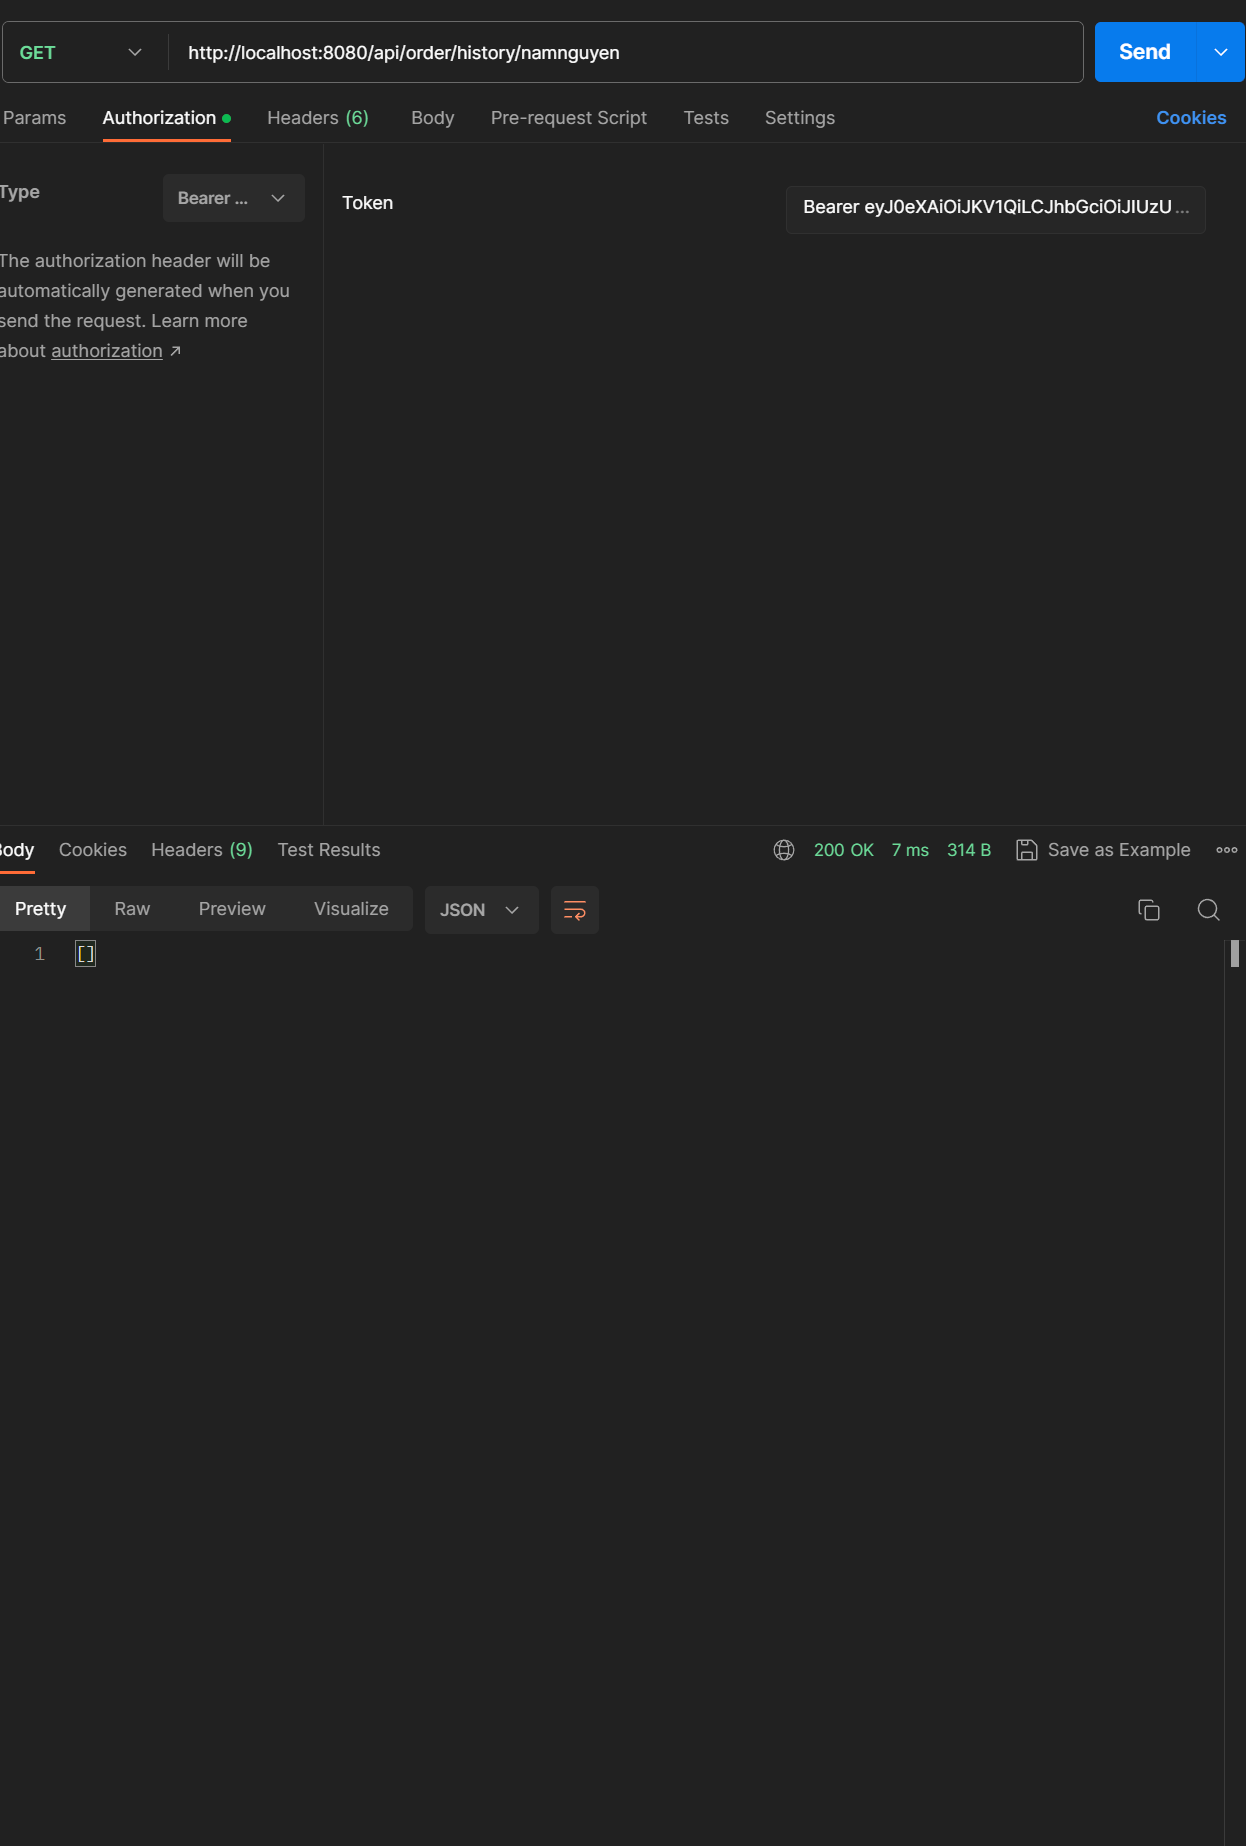 GET http://localhost:8080/api/order/history/namnguyen Send
Params Authorization Headers (6) Body Pre-request Script Tests Settings Cookies
Type Bearer ...
Token Bearer eyJ0eXAiOiJKV1QiLCJhbGciOiJIUzU ...
The authorization header will be
automatically generated when you
send the request. Learn more
about authorization ↗
Body Cookies Headers (9) Test Results 200 OK 7 ms 314 B Save as Example
Pretty Raw Preview Visualize JSON
1 []